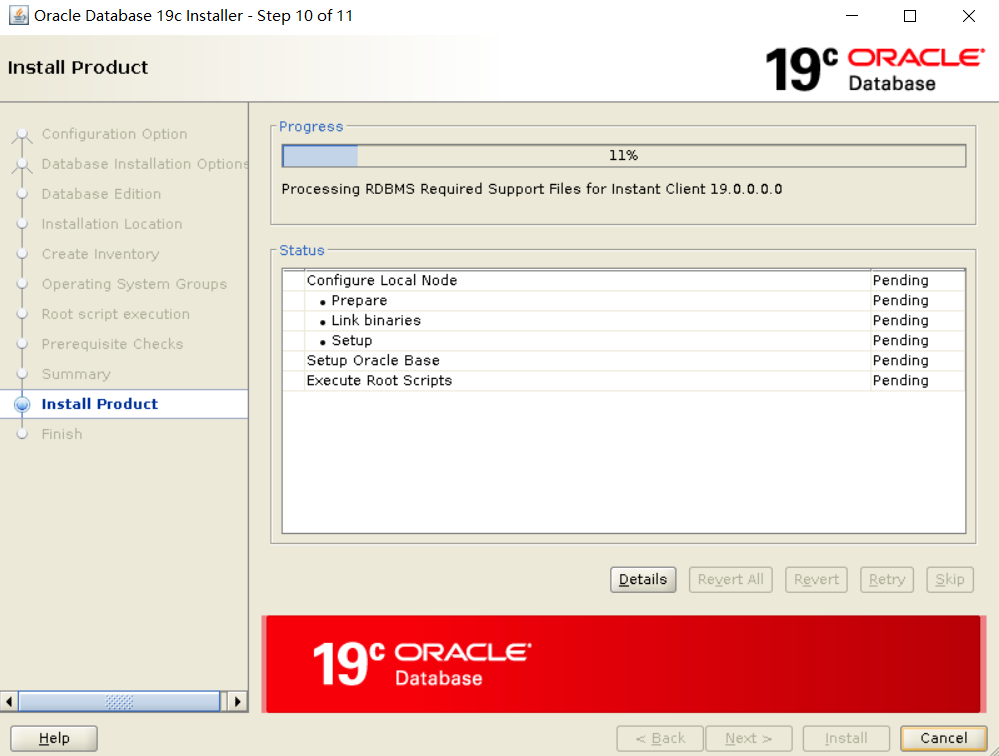 Oracle Database 19c Installer - Step 10 of 11
Install Product
19c ORACLE
Database
Configuration Option
Database Installation Options
Database Edition
Installation Location
Create Inventory
Operating System Groups
Root script execution
Prerequisite Checks
Summary
Install Product
Finish
Progress
11%
Processing RDBMS Required Support Files for Instant Client 19.0.0.0.0
Status
Configure Local Node Pending
• Prepare Pending
• Link binaries Pending
• Setup Pending
Setup Oracle Base Pending
Execute Root Scripts Pending
Details Revert All Revert Retry Skip
19c ORACLE
Database
Help < Back Next > Install Cancel